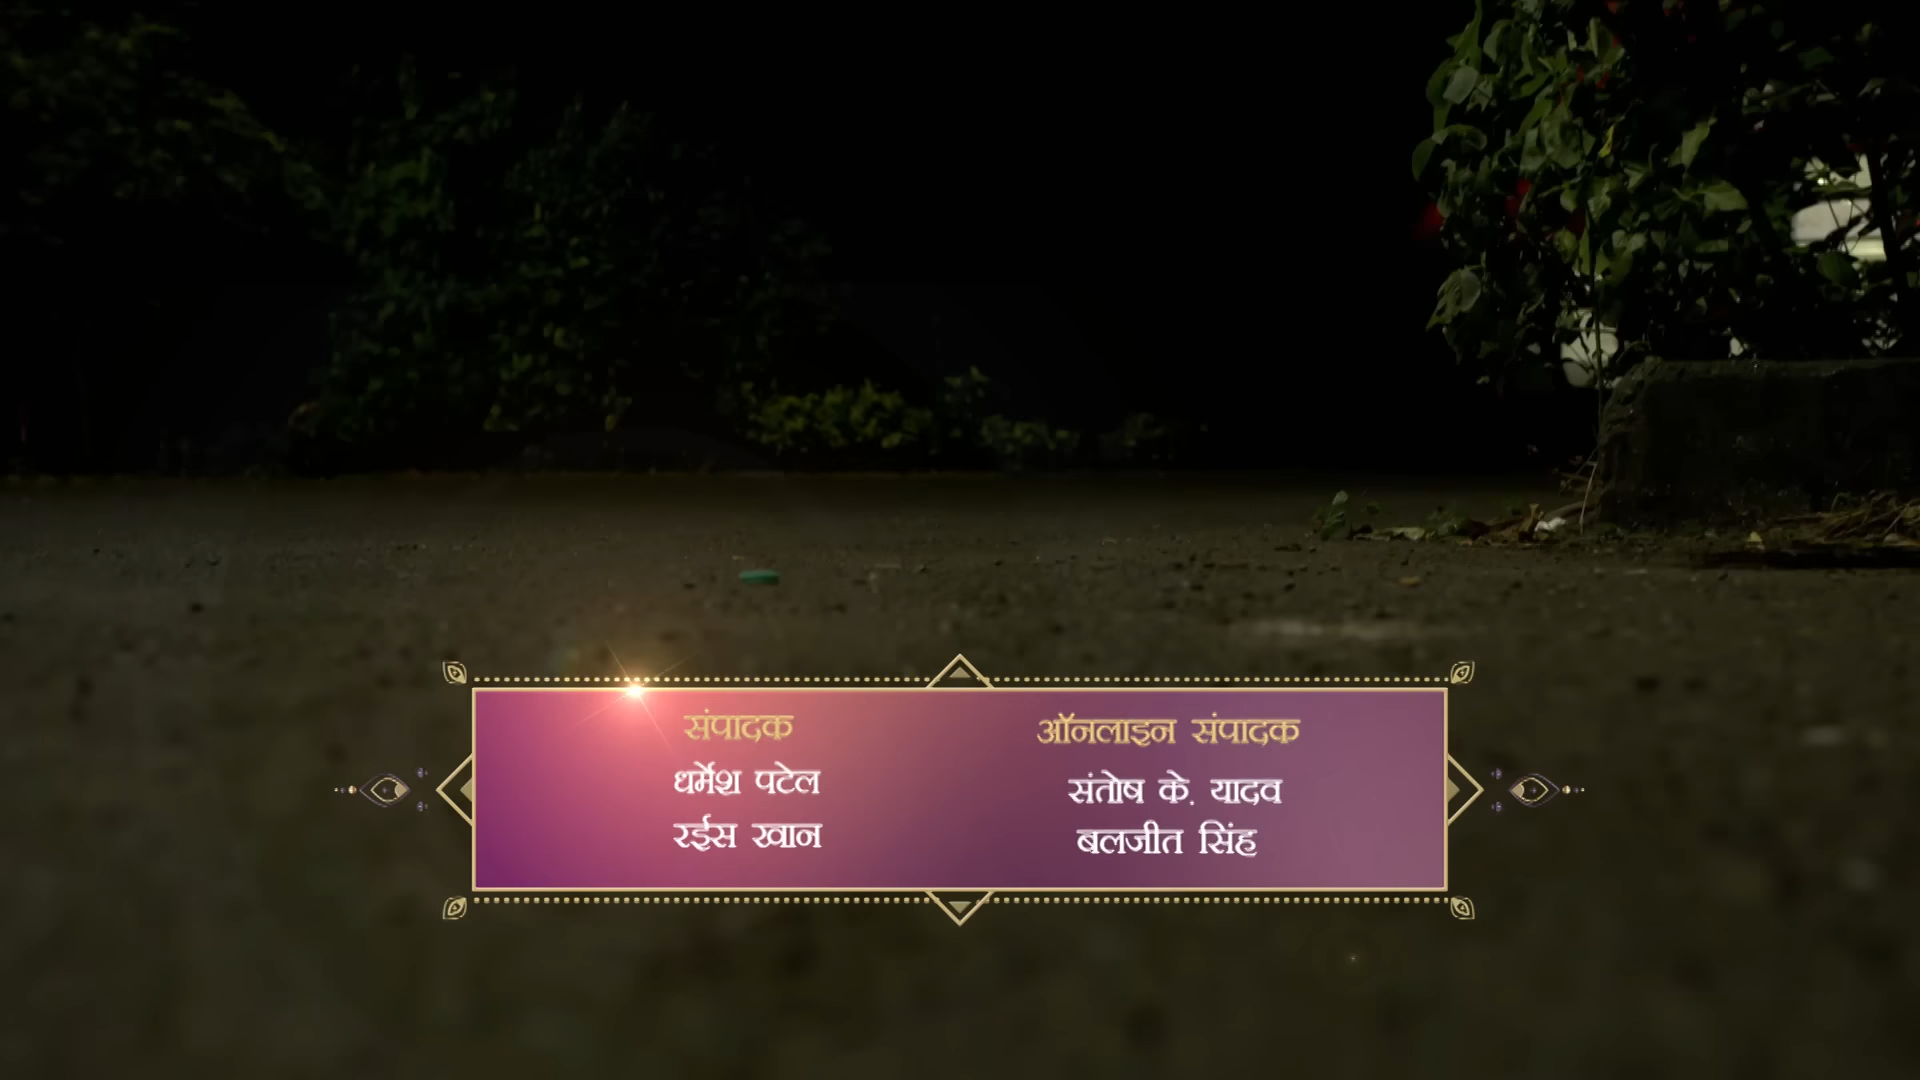 संपादक
धर्मेश पटेल
रईस खान
ऑनलाइन संपादक
संतोष के. यादव
बलजीत सिंह